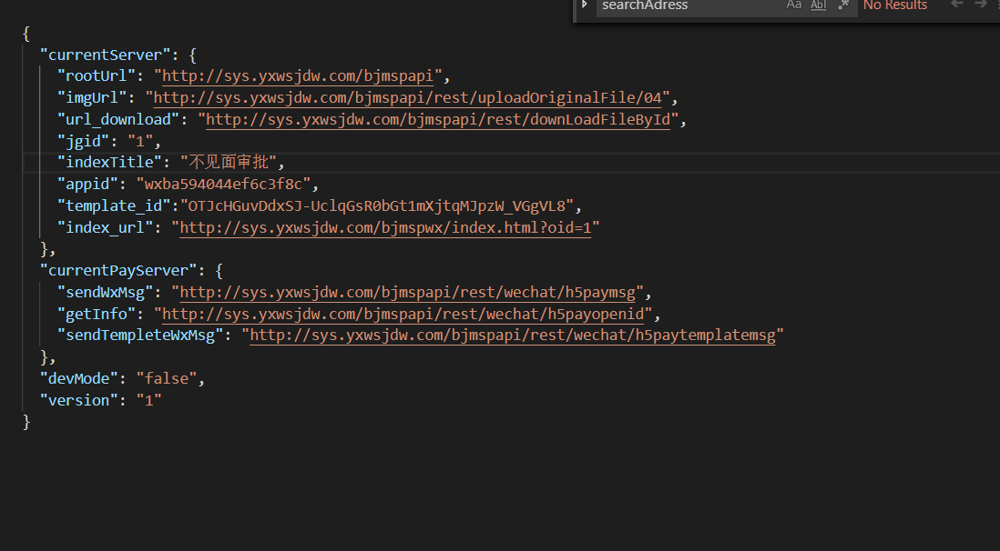 searchAdress Aa Abl .* No Results
{
"currentServer": {
"rootUrl": "http://sys.yxwsjdw.com/bjmspapi",
"imgUrl": "http://sys.yxwsjdw.com/bjmspapi/rest/uploadOriginalFile/04",
"url_download": "http://sys.yxwsjdw.com/bjmspapi/rest/downLoadFileById",
"jgid": "1",
"indexTitle": "不见面审批",
"appid": "wxba594044ef6c3f8c",
"template_id":"OTJcHGuvDdxSJ-UclqGsR0bGt1mXjtqMJpzW_VGgVL8",
"index_url": "http://sys.yxwsjdw.com/bjmspwx/index.html?oid=1"
},
"currentPayServer": {
"sendWxMsg": "http://sys.yxwsjdw.com/bjmspapi/rest/wechat/h5paymsg",
"getInfo": "http://sys.yxwsjdw.com/bjmspapi/rest/wechat/h5payopenid",
"sendTempleteWxMsg": "http://sys.yxwsjdw.com/bjmspapi/rest/wechat/h5paytemplatemsg"
},
"devMode": "false",
"version": "1"
}